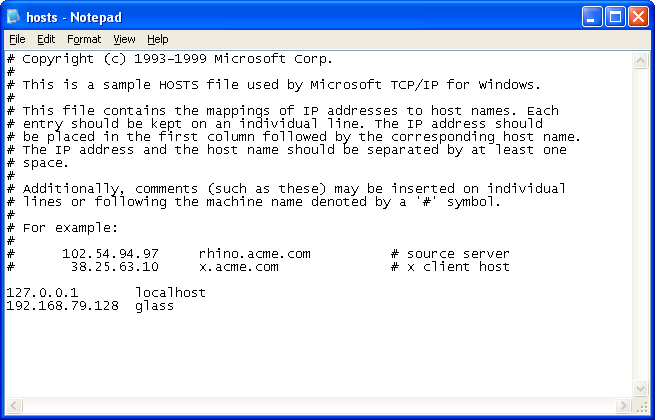 hosts - Notepad
File Edit Format View Help
# Copyright (c) 1993-1999 Microsoft Corp.
#
# This is a sample HOSTS file used by Microsoft TCP/IP for Windows.
#
# This file contains the mappings of IP addresses to host names. Each
# entry should be kept on an individual line. The IP address should
# be placed in the first column followed by the corresponding host name.
# The IP address and the host name should be separated by at least one
# space.
#
# Additionally, comments (such as these) may be inserted on individual
# lines or following the machine name denoted by a '#' symbol.
#
# For example:
#
#      102.54.94.97     rhino.acme.com          # source server
#       38.25.63.10     x.acme.com              # x client host

127.0.0.1       localhost
192.168.79.128  glass